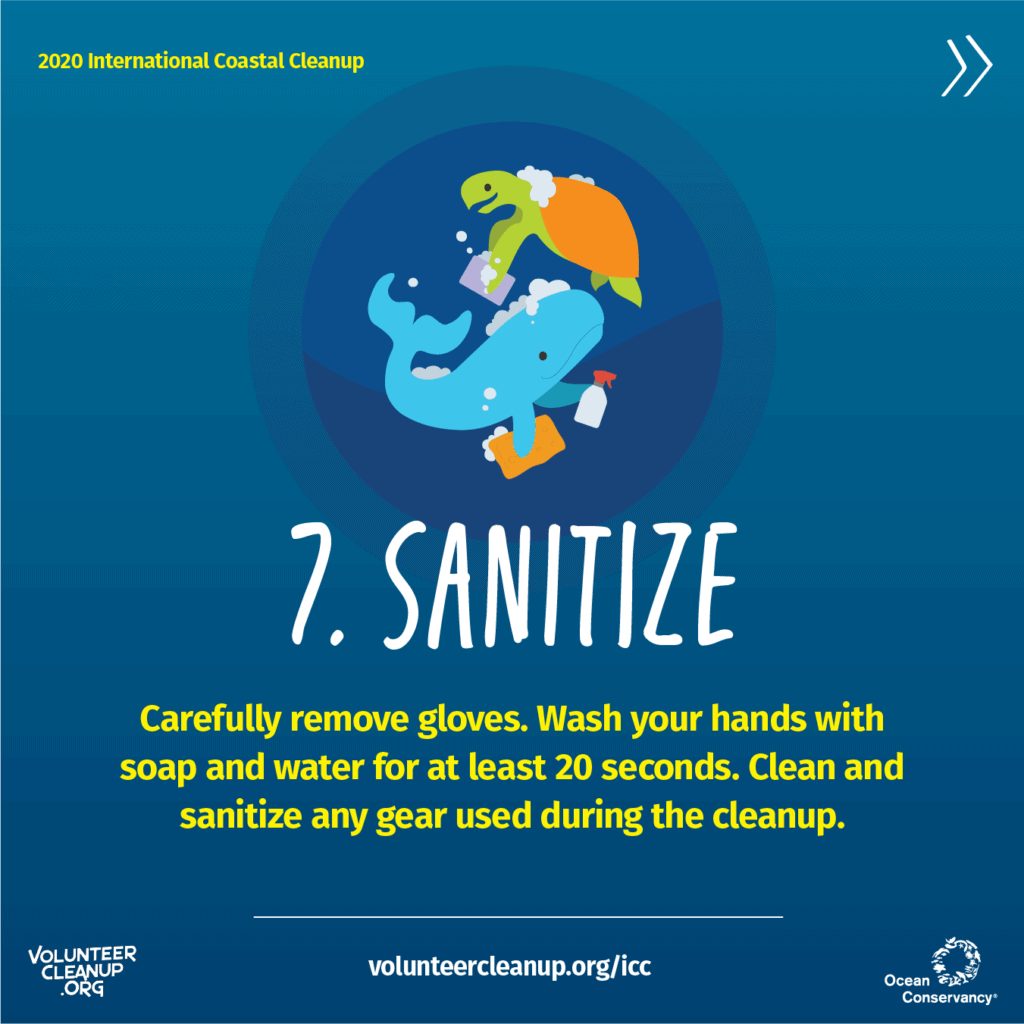 2020 International Coastal Cleanup
7. SANITIZE
Carefully remove gloves. Wash your hands with
soap and water for at least 20 seconds. Clean and
sanitize any gear used during the cleanup.
VOLUNTEER
CLEANUP
.ORG
volunteercleanup.org/icc
Ocean
Conservancy®